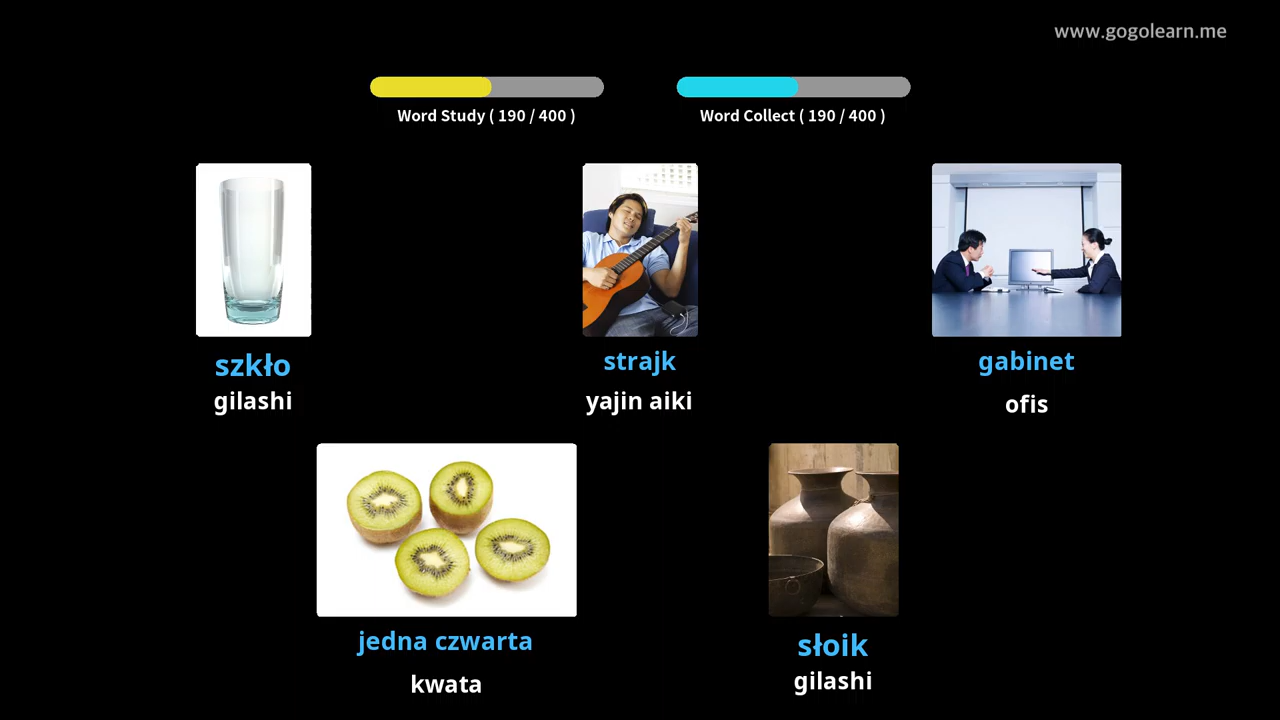 www.gogolearn.me
Word Study ( 190 / 400 )
Word Collect ( 190 / 400 )
szkło
gilashi
strajk
yajin aiki
gabinet
ofis
jedna czwarta
kwata
słoik
gilashi